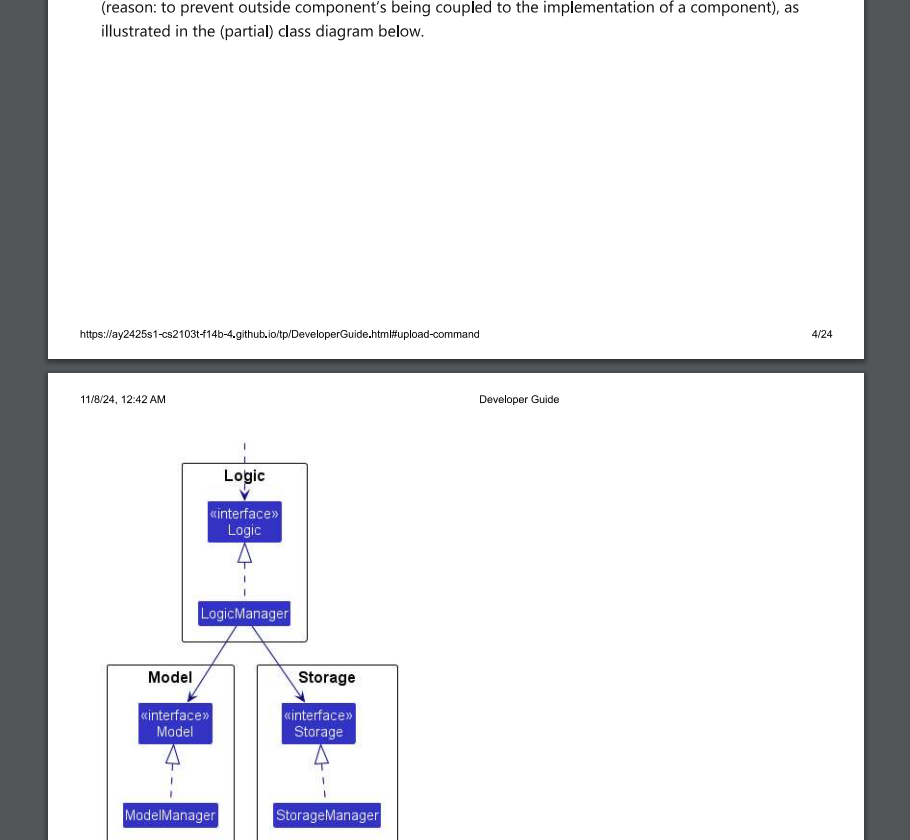 (reason: to prevent outside component's being coupled to the implementation of a component), as
illustrated in the (partial) class diagram below.
https://ay2425s1-cs2103t-f14b-4.github.io/tp/DeveloperGuide.html#upload-command 4/24
11/8/24, 12:42 AM Developer Guide
Logic
«interface»
Logic
LogicManager
Model
«interface»
Model
ModelManager
Storage
«interface»
Storage
StorageManager